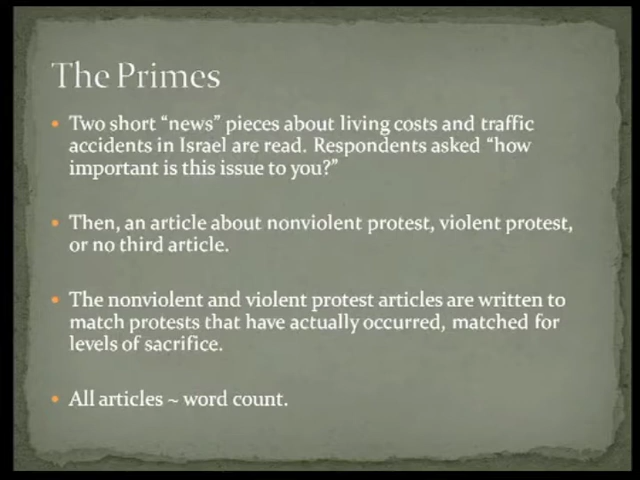 The Primes
• Two short “news” pieces about living costs and traffic
accidents in Israel are read. Respondents asked “how
important is this issue to you?”
• Then, an article about nonviolent protest, violent protest,
or no third article.
• The nonviolent and violent protest articles are written to
match protests that have actually occurred, matched for
levels of sacrifice.
• All articles ~ word count.